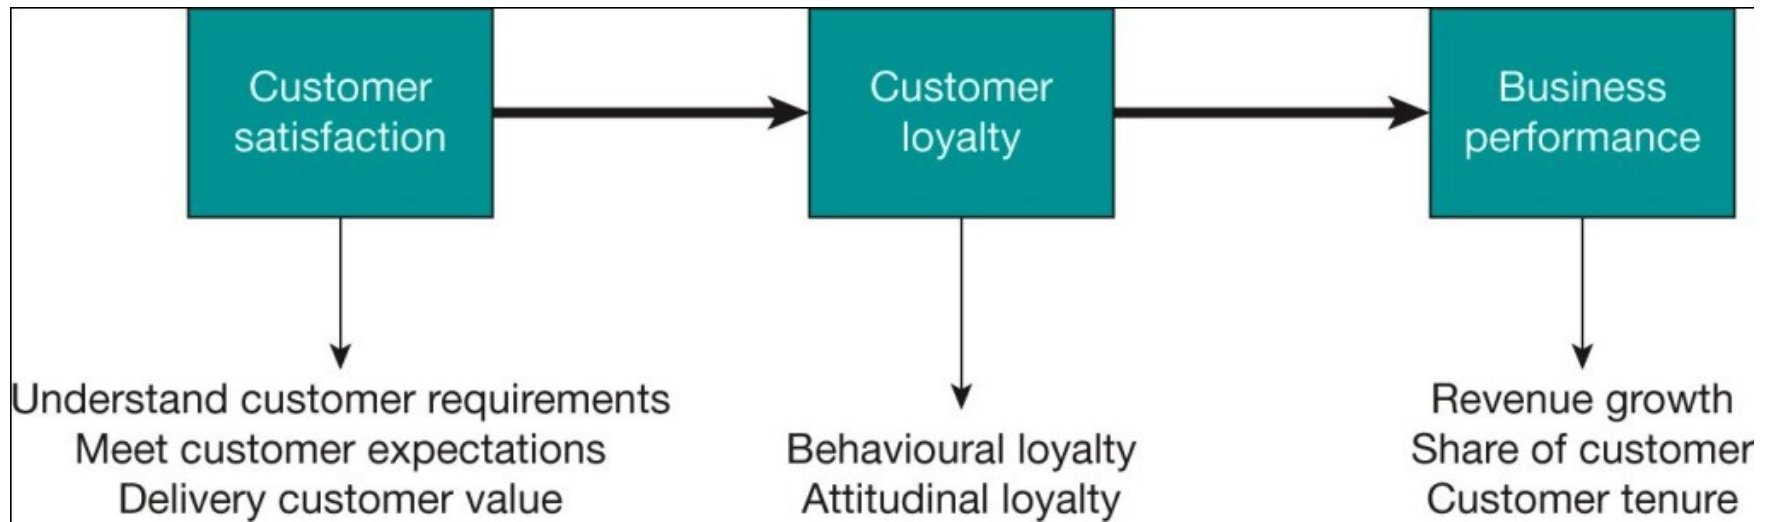 Customer
satisfaction
Customer
loyalty
Business
performance
Understand customer requirements
Meet customer expectations
Delivery customer value
Behavioural loyalty
Attitudinal loyalty
Revenue growth
Share of customer
Customer tenure